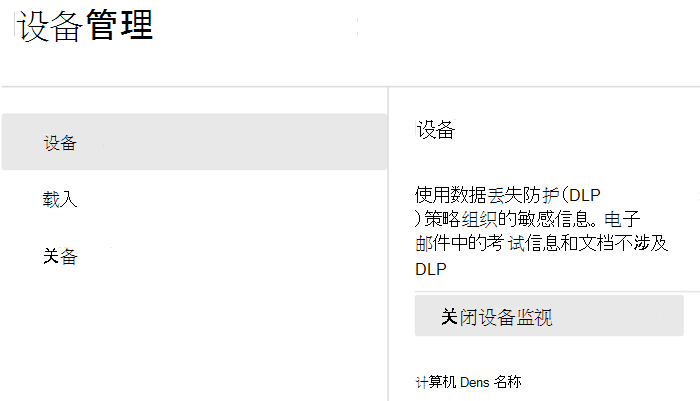 设备管理
设备
载入
关备
设备
使用数据丢失防护(DLP
)策略组织的敏感信息。电子
邮件中的考试信息和文档不涉及
DLP
关闭设备监视
计算机 Dens 名称